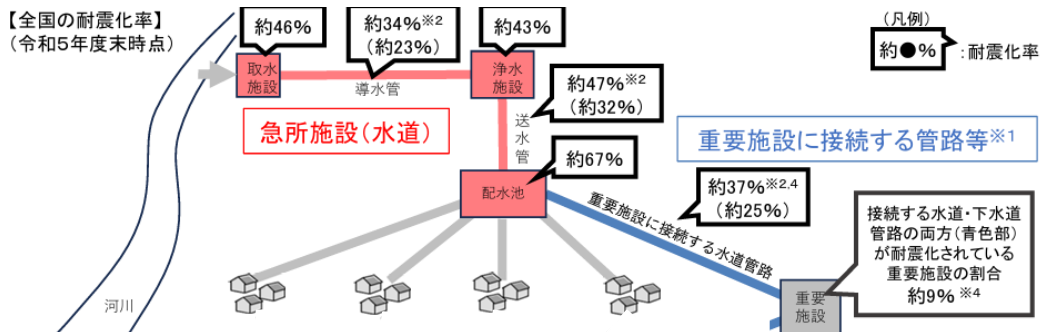 【全国の耐震化率】
(令和5年度末時点)
約46%
約34%※2
(約23%)
約43%
(凡例)
約●%
:耐震化率
取水
施設
導水管
浄水
施設
約47%※2
(約32%)
急所施設(水道)
送水管
重要施設に接続する管路等※1
約67%
配水池
約37%※2,4
(約25%)
重要施設に接続する水道管路
接続する水道・下水道
管路の両方(青色部)
が耐震化されている
重要施設の割合
約9% ※4
河川
重要
施設